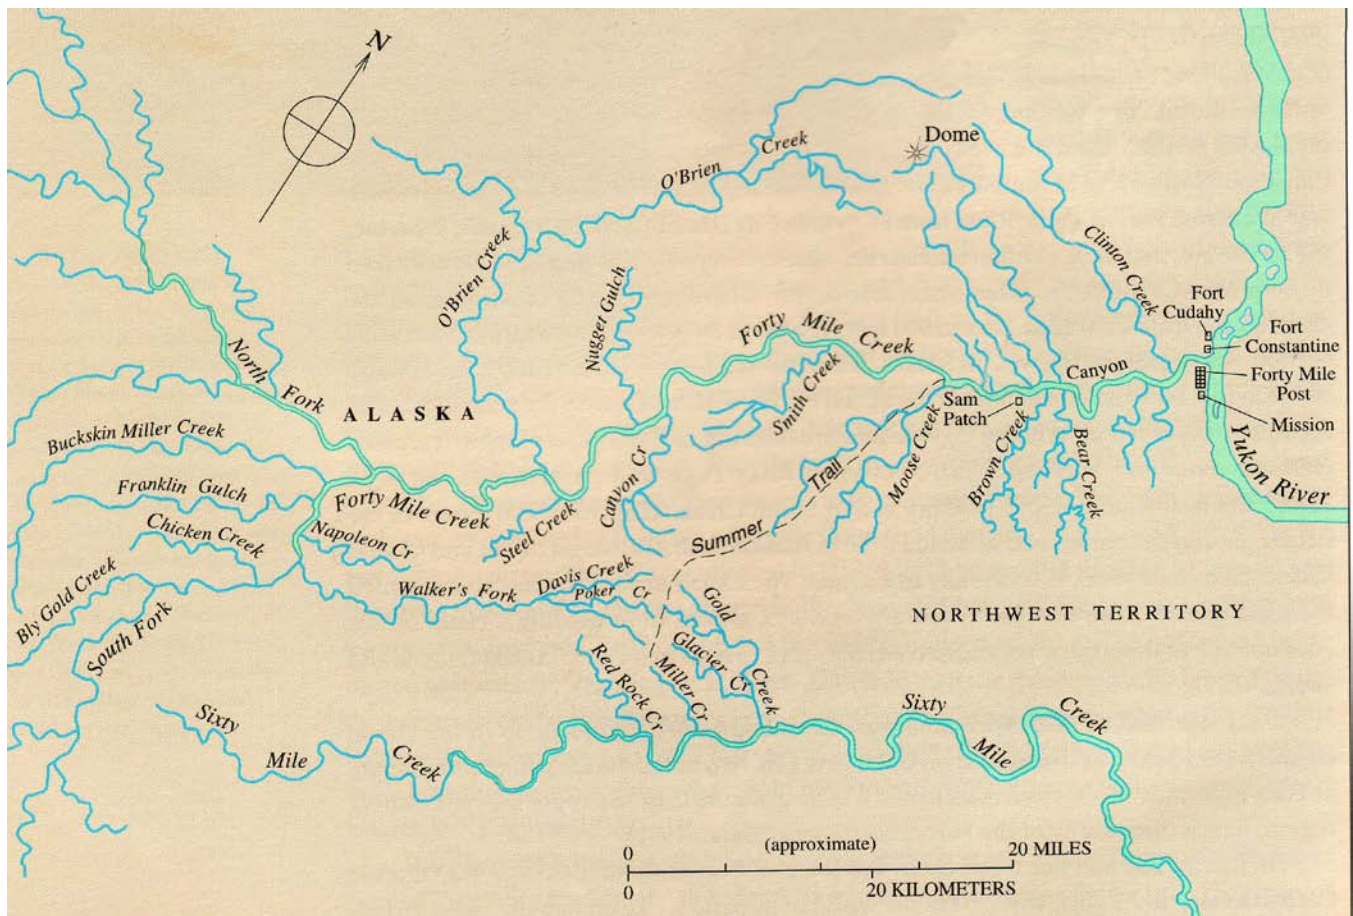 N
Dome
O'Brien Creek
O'Brien Creek
Clinton Creek
Nugget Gulch
Fort
Cudahy
Fort
Constantine
Forty Mile Creek
Canyon
Forty Mile
Post
Mission
North Fork
ALASKA
Smith Creek
Sam
Patch
Buckskin Miller Creek
Moose Creek
Brown Creek
Bear Creek
Yukon River
Franklin Gulch
Forty Mile Creek
Canyon Cr
Trail
Summer
Chicken Creek
Napoleon Cr
Steel Creek
Bly Gold Creek
Walker's Fork
Davis Creek
Poker Cr
Gold Creek
NORTHWEST TERRITORY
South Fork
Red Rock Cr
Miller Cr
Glacier Cr
Sixty Mile Creek
Sixty Mile Creek
0 (approximate) 20 MILES
0 20 KILOMETERS